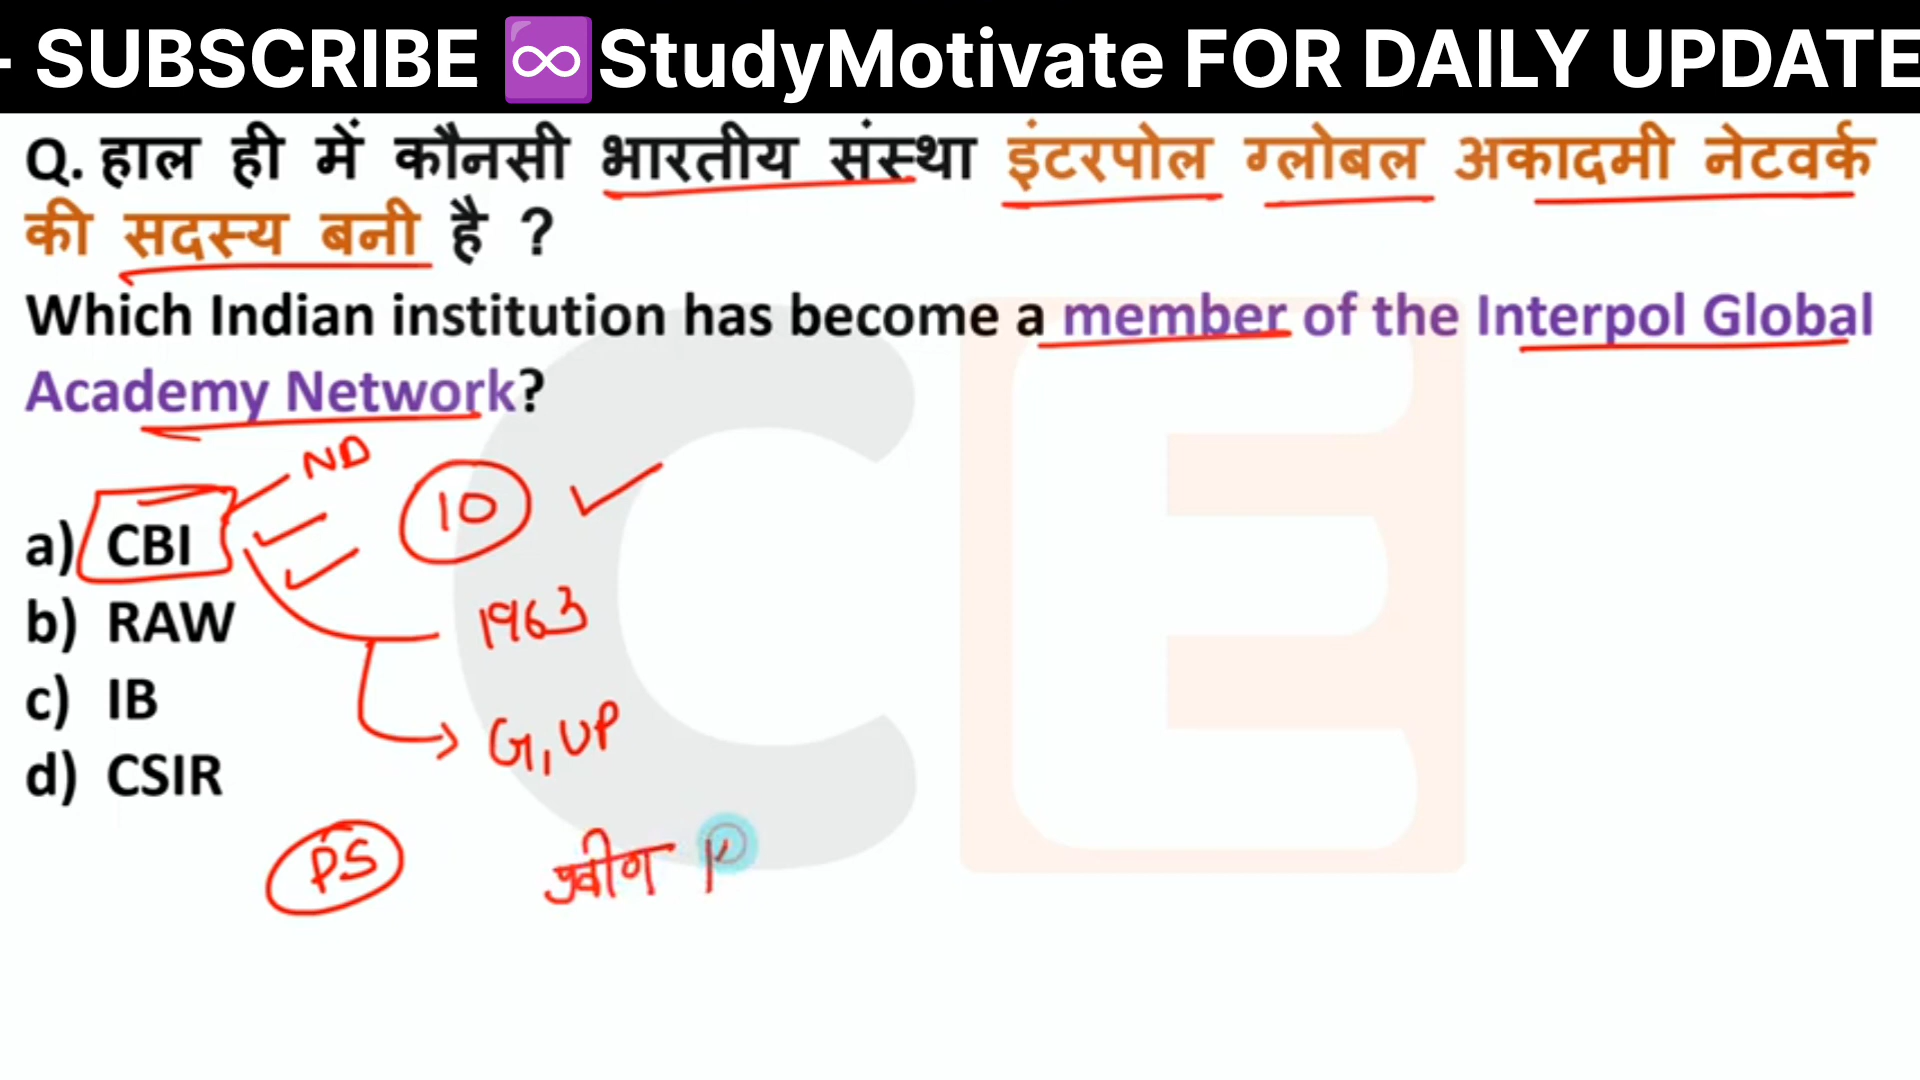 - SUBSCRIBE ♾️StudyMotivate FOR DAILY UPDATE
Q. हाल ही में कौनसी भारतीय संस्था इंटरपोल ग्लोबल अकादमी नेटवर्क
की सदस्य बनी है ?
Which Indian institution has become a member of the Interpol Global
Academy Network?
ND
10
a) CBI
1963
b) RAW
c) IB
G, UP
d) CSIR
PS
प्रवीण
CE